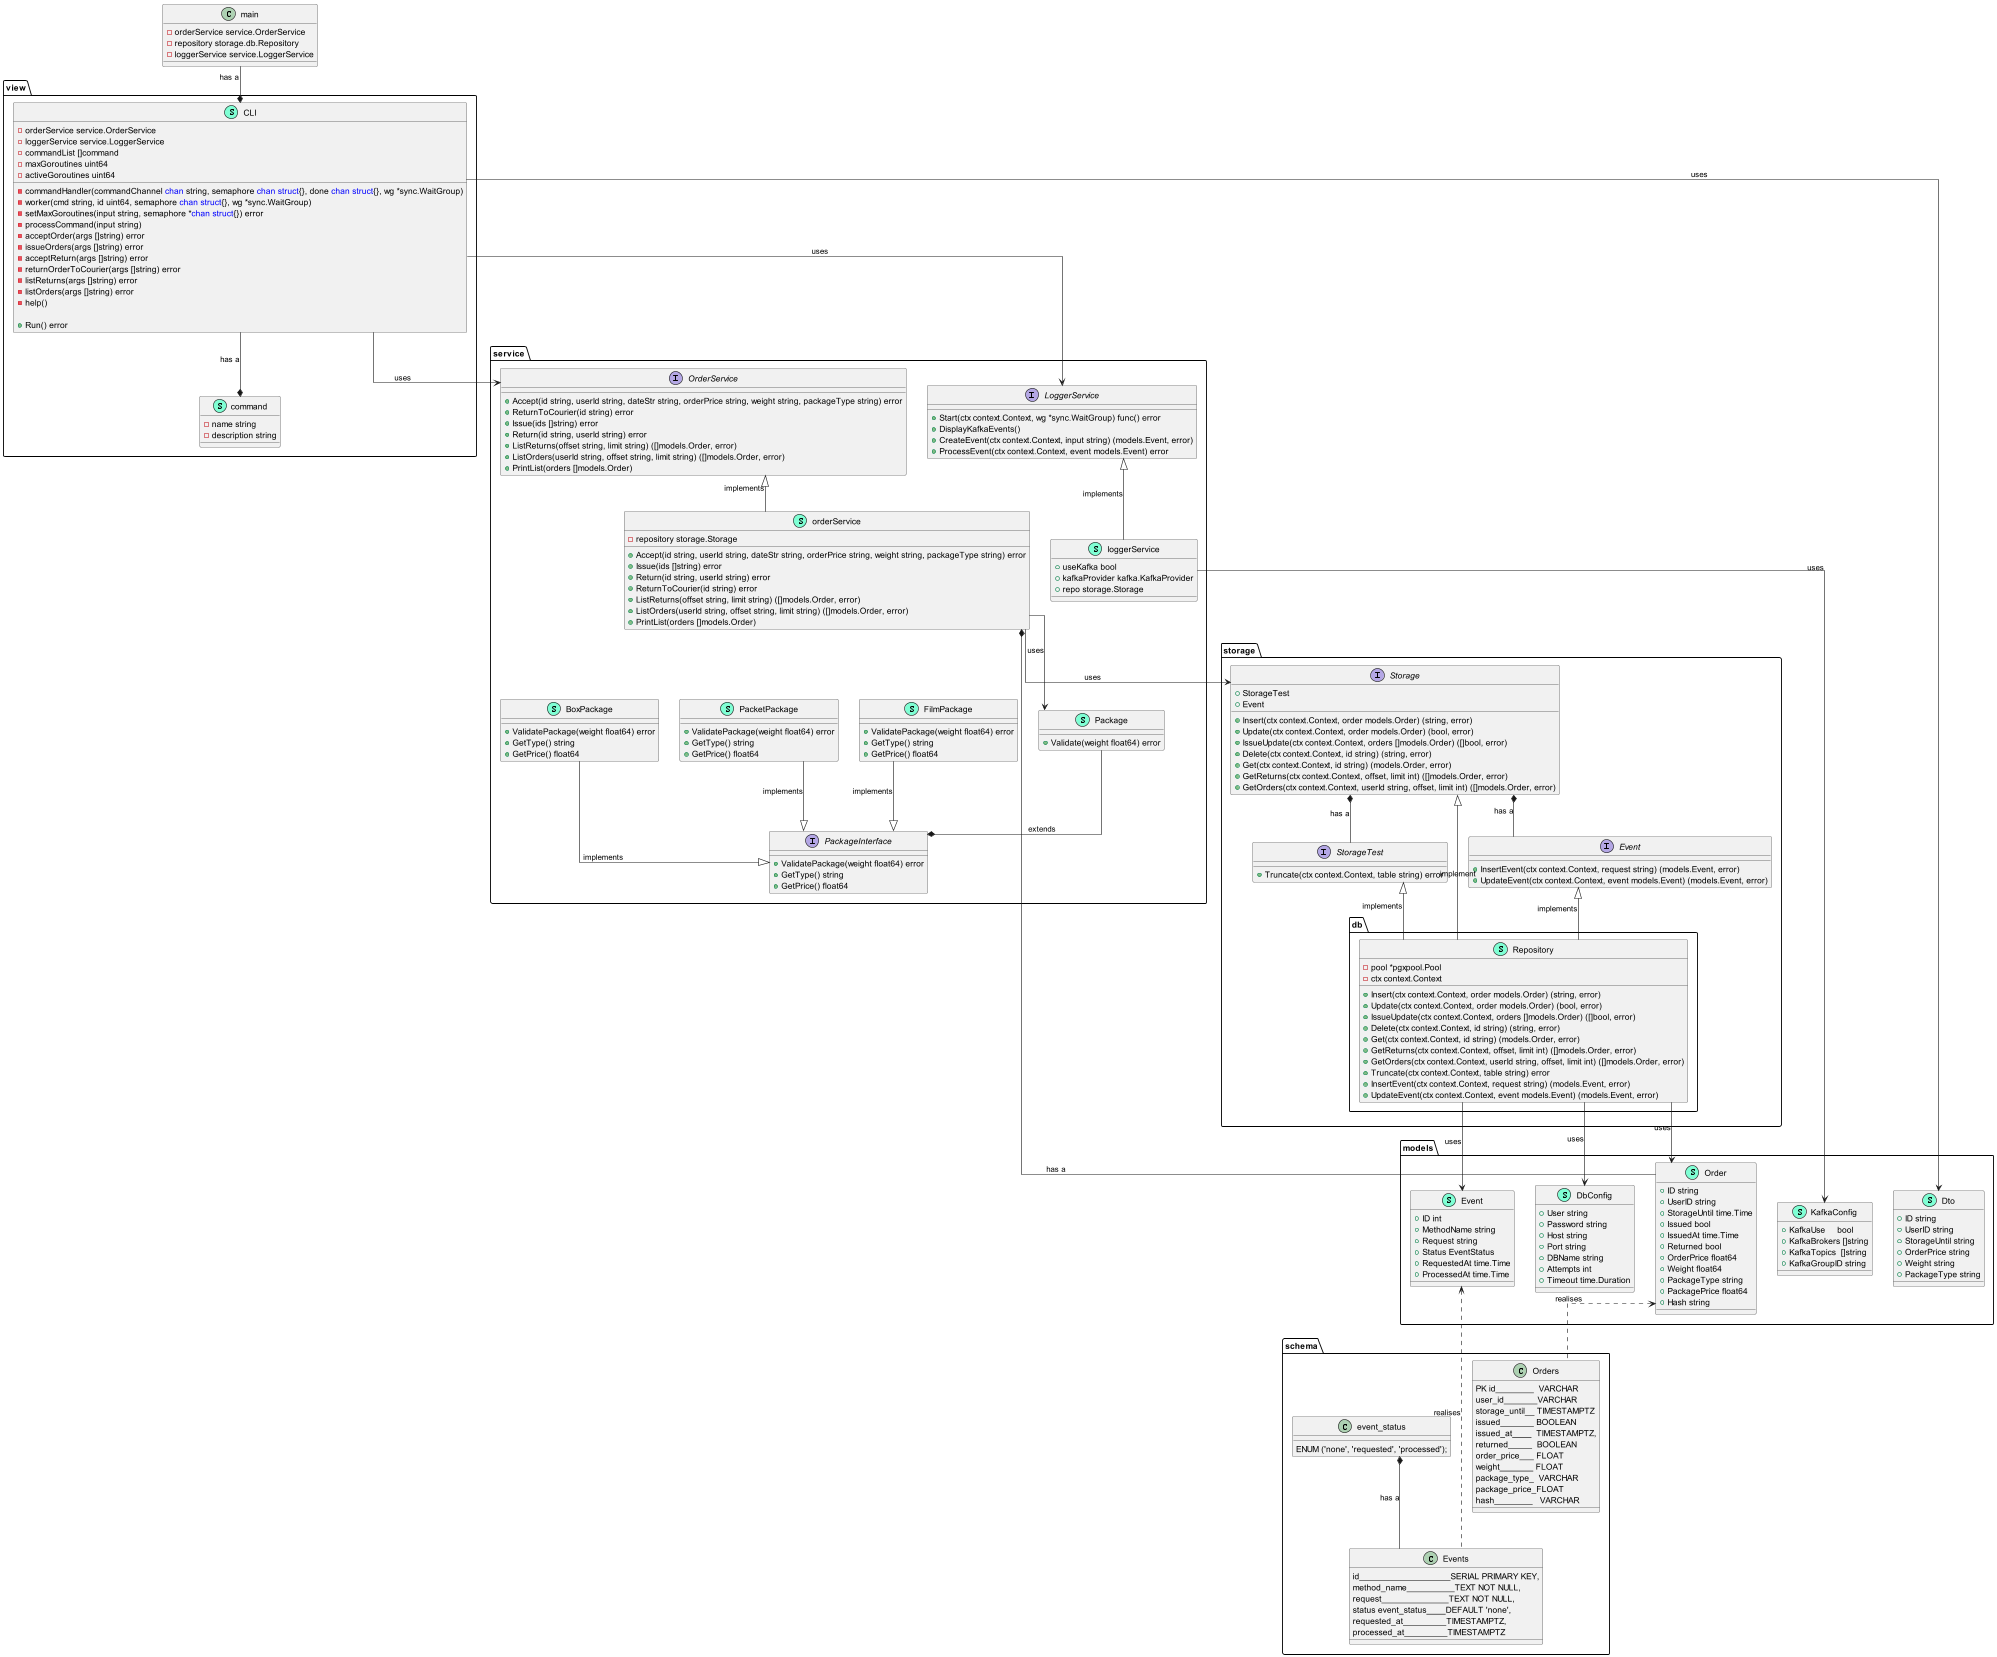 C main
orderService service.OrderService
repository storage.db.Repository
loggerService service.LoggerService
has a
view
S CLI
orderService service.OrderService
loggerService service.LoggerService
commandList []command
maxGoroutines uint64
activeGoroutines uint64
commandHandler(commandChannel chan string, semaphore chan struct{}, done chan struct{}, wg *sync.WaitGroup)
worker(cmd string, id uint64, semaphore chan struct{}, wg *sync.WaitGroup)
setMaxGoroutines(input string, semaphore *chan struct{}) error
processCommand(input string)
acceptOrder(args []string) error
issueOrders(args []string) error
acceptReturn(args []string) error
returnOrderToCourier(args []string) error
listReturns(args []string) error
listOrders(args []string) error
help()
Run() error
uses
uses
has a
uses
S command
name string
description string
service
I OrderService
Accept(id string, userId string, dateStr string, orderPrice string, weight string, packageType string) error
ReturnToCourier(id string) error
Issue(ids []string) error
Return(id string, userId string) error
ListReturns(offset string, limit string) ([]models.Order, error)
ListOrders(userId string, offset string, limit string) ([]models.Order, error)
PrintList(orders []models.Order)
I LoggerService
Start(ctx context.Context, wg *sync.WaitGroup) func() error
DisplayKafkaEvents()
CreateEvent(ctx context.Context, input string) (models.Event, error)
ProcessEvent(ctx context.Context, event models.Event) error
implements
implements
S orderService
repository storage.Storage
Accept(id string, userId string, dateStr string, orderPrice string, weight string, packageType string) error
Issue(ids []string) error
Return(id string, userId string) error
ReturnToCourier(id string) error
ListReturns(offset string, limit string) ([]models.Order, error)
ListOrders(userId string, offset string, limit string) ([]models.Order, error)
PrintList(orders []models.Order)
S loggerService
useKafka bool
kafkaProvider kafka.KafkaProvider
repo storage.Storage
uses
uses
uses
S BoxPackage
ValidatePackage(weight float64) error
GetType() string
GetPrice() float64
S PacketPackage
ValidatePackage(weight float64) error
GetType() string
GetPrice() float64
S FilmPackage
ValidatePackage(weight float64) error
GetType() string
GetPrice() float64
S Package
Validate(weight float64) error
implements
implements
implements
extends
I PackageInterface
ValidatePackage(weight float64) error
GetType() string
GetPrice() float64
storage
I Storage
StorageTest
Event
Insert(ctx context.Context, order models.Order) (string, error)
Update(ctx context.Context, order models.Order) (bool, error)
IssueUpdate(ctx context.Context, orders []models.Order) ([]bool, error)
Delete(ctx context.Context, id string) (string, error)
Get(ctx context.Context, id string) (models.Order, error)
GetReturns(ctx context.Context, offset, limit int) ([]models.Order, error)
GetOrders(ctx context.Context, userId string, offset, limit int) ([]models.Order, error)
has a
has a
I StorageTest
Truncate(ctx context.Context, table string) error
implement
I Event
InsertEvent(ctx context.Context, request string) (models.Event, error)
UpdateEvent(ctx context.Context, event models.Event) (models.Event, error)
implements
implements
db
S Repository
pool *pgxpool.Pool
ctx context.Context
Insert(ctx context.Context, order models.Order) (string, error)
Update(ctx context.Context, order models.Order) (bool, error)
IssueUpdate(ctx context.Context, orders []models.Order) ([]bool, error)
Delete(ctx context.Context, id string) (string, error)
Get(ctx context.Context, id string) (models.Order, error)
GetReturns(ctx context.Context, offset, limit int) ([]models.Order, error)
GetOrders(ctx context.Context, userId string, offset, limit int) ([]models.Order, error)
Truncate(ctx context.Context, table string) error
InsertEvent(ctx context.Context, request string) (models.Event, error)
UpdateEvent(ctx context.Context, event models.Event) (models.Event, error)
uses
uses
uses
has a
models
S Event
ID int
MethodName string
Request string
Status EventStatus
RequestedAt time.Time
ProcessedAt time.Time
S DbConfig
User string
Password string
Host string
Port string
DBName string
Attempts int
Timeout time.Duration
S Order
ID string
UserID string
StorageUntil time.Time
Issued bool
IssuedAt time.Time
Returned bool
OrderPrice float64
Weight float64
PackageType string
PackagePrice float64
Hash string
S KafkaConfig
KafkaUse bool
KafkaBrokers []string
KafkaTopics []string
KafkaGroupID string
S Dto
ID string
UserID string
StorageUntil string
OrderPrice string
Weight string
PackageType string
realises
realises
schema
C Orders
PK id________ VARCHAR
user_id_______VARCHAR
storage_until__ TIMESTAMPTZ
issued_______ BOOLEAN
issued_at____ TIMESTAMPTZ,
returned_____ BOOLEAN
order_price___ FLOAT
weight_______ FLOAT
package_type_ VARCHAR
package_price_FLOAT
hash________ VARCHAR
C event_status
ENUM ('none', 'requested', 'processed');
has a
C Events
id___________________SERIAL PRIMARY KEY,
method_name__________TEXT NOT NULL,
request______________TEXT NOT NULL,
status event_status____DEFAULT 'none',
requested_at_________TIMESTAMPTZ,
processed_at_________TIMESTAMPTZ